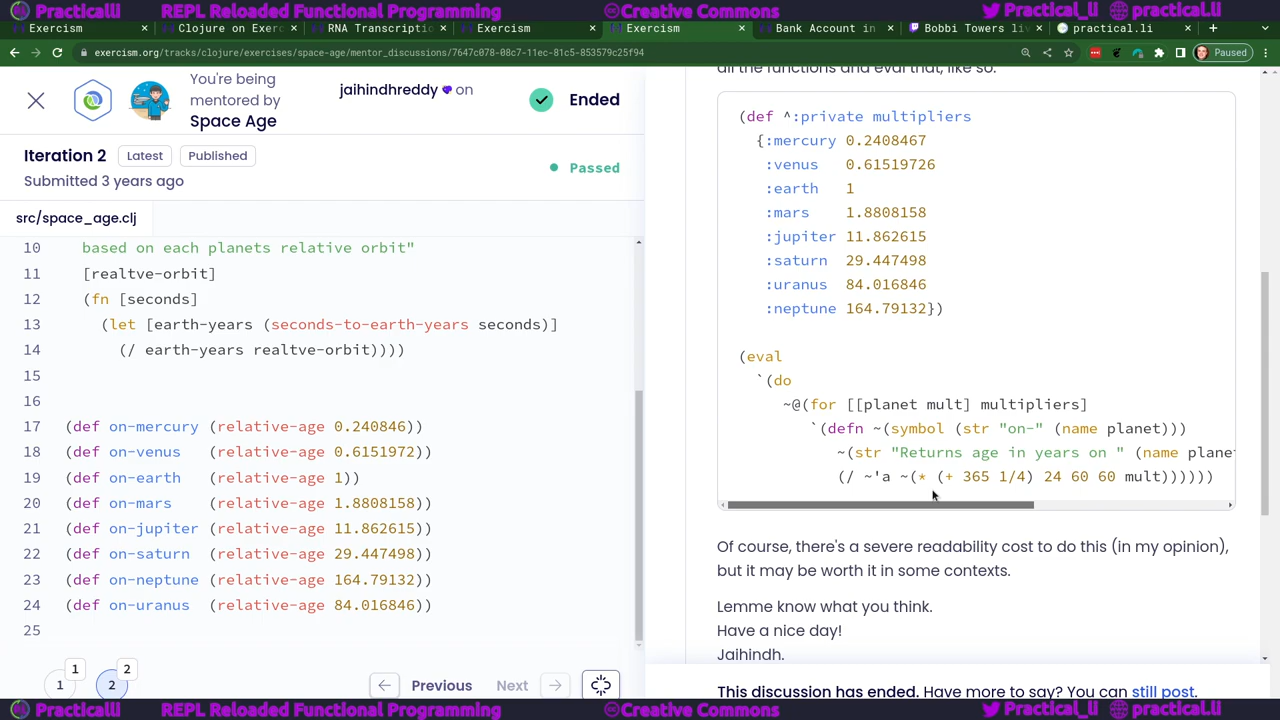 Practicalli REPL Reloaded Functional Programming Creative Commons Practical_li practical.li
Exercism Clojure on Exerc RNA Transcriptio Exercism Exercism Bank Account in Bobbi Towers liv practical.li
exercism.org/tracks/clojure/exercises/space-age/mentor_discussions/7647c078-08c7-11ec-81c5-853579c25f94 Paused
You're being
mentored by
Space Age
jaihindhreddy on
Ended
Iteration 2 Latest Published
Submitted 3 years ago
Passed
src/space_age.clj
10 based on each planets relative orbit"
11 [realtve-orbit]
12 (fn [seconds]
13 (let [earth-years (seconds-to-earth-years seconds)]
14 (/ earth-years realtve-orbit))))
15
16
17 (def on-mercury (relative-age 0.240846))
18 (def on-venus (relative-age 0.6151972))
19 (def on-earth (relative-age 1))
20 (def on-mars (relative-age 1.8808158))
21 (def on-jupiter (relative-age 11.862615))
22 (def on-saturn (relative-age 29.447498))
23 (def on-neptune (relative-age 164.79132))
24 (def on-uranus (relative-age 84.016846))
25
1 2
1 2
Previous Next
all the functions and eval that, like so:
(def ^:private multipliers
{:mercury 0.2408467
:venus 0.61519726
:earth 1
:mars 1.8808158
:jupiter 11.862615
:saturn 29.447498
:uranus 84.016846
:neptune 164.79132})
(eval
`(do
~@(for [[planet mult] multipliers]
`(defn ~(symbol (str "on-" (name planet)))
~(str "Returns age in years on " (name plane
(/ ~'a ~(* (+ 365 1/4) 24 60 60 mult))))))
Of course, there's a severe readability cost to do this (in my opinion),
but it may be worth it in some contexts.
Lemme know what you think.
Have a nice day!
Jaihindh.
This discussion has ended. Have more to say? You can still post.
Practicalli REPL Reloaded Functional Programming Creative Commons Practical_li practical.li